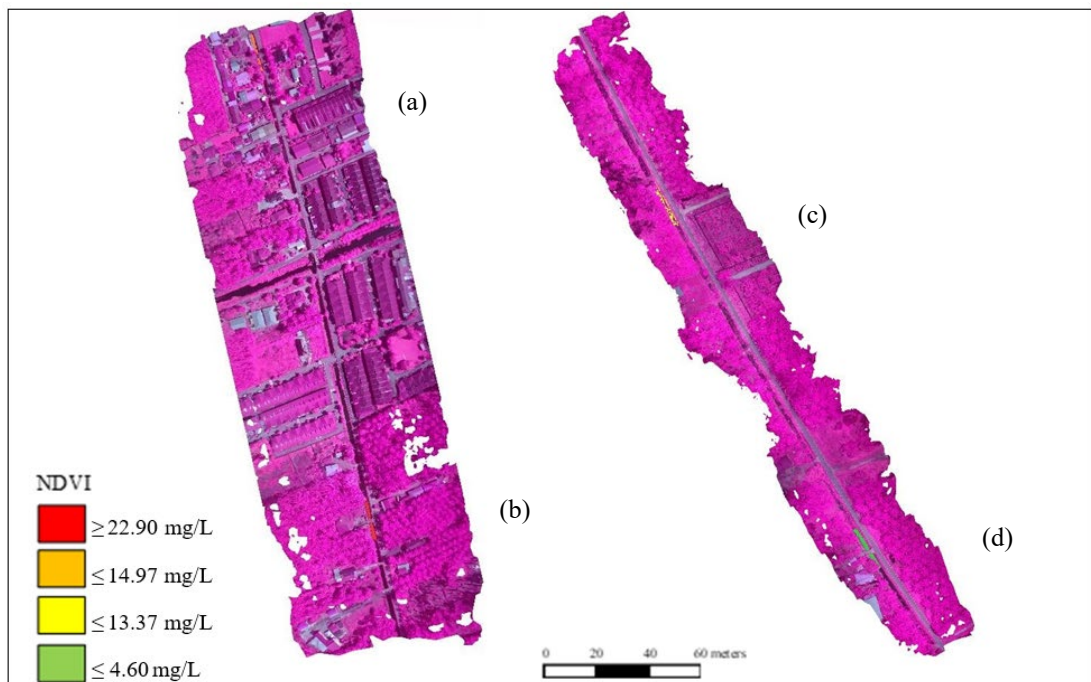 (a)
(c)
NDVI
≥ 22.90 mg/L
(b)
≤ 14.97 mg/L
(d)
≤ 13.37 mg/L
≤ 4.60 mg/L
0 20 40 60 meters